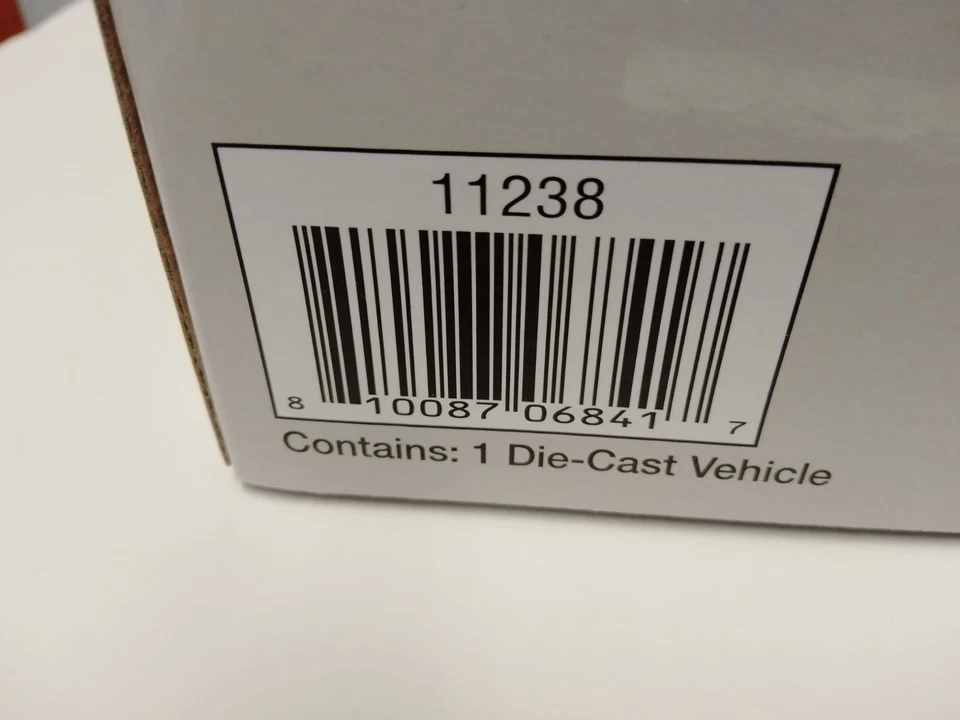 11238
8 10087 06841 7
Contains: 1 Die-Cast Vehicle